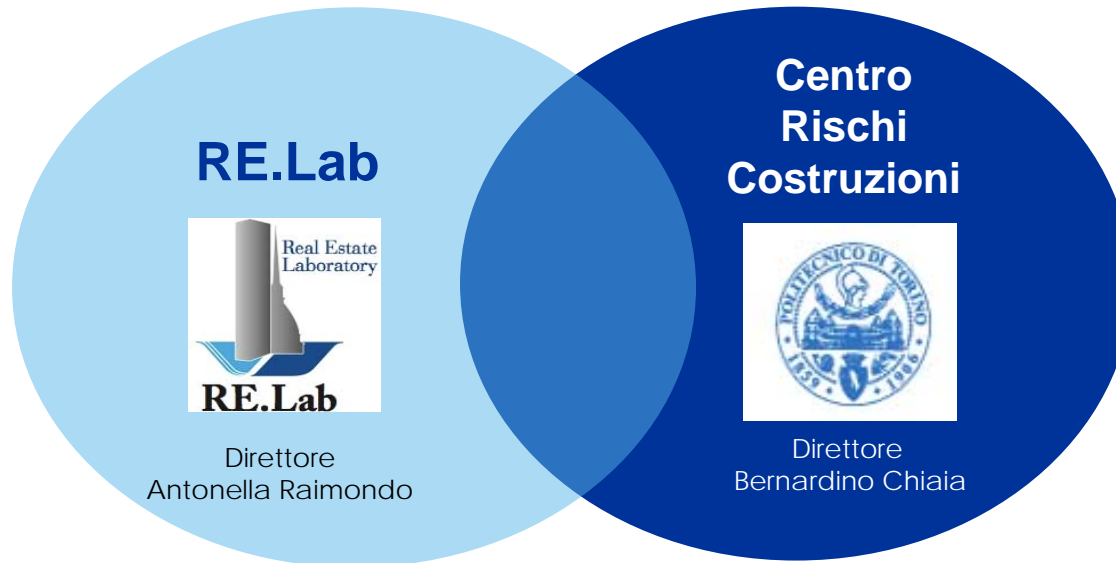 RE.Lab
Real Estate
Laboratory
RE.Lab
Direttore
Antonella Raimondo
Centro
Rischi
Costruzioni
POLITECNICO DI TORINO
1859 1906
Direttore
Bernardino Chiaia